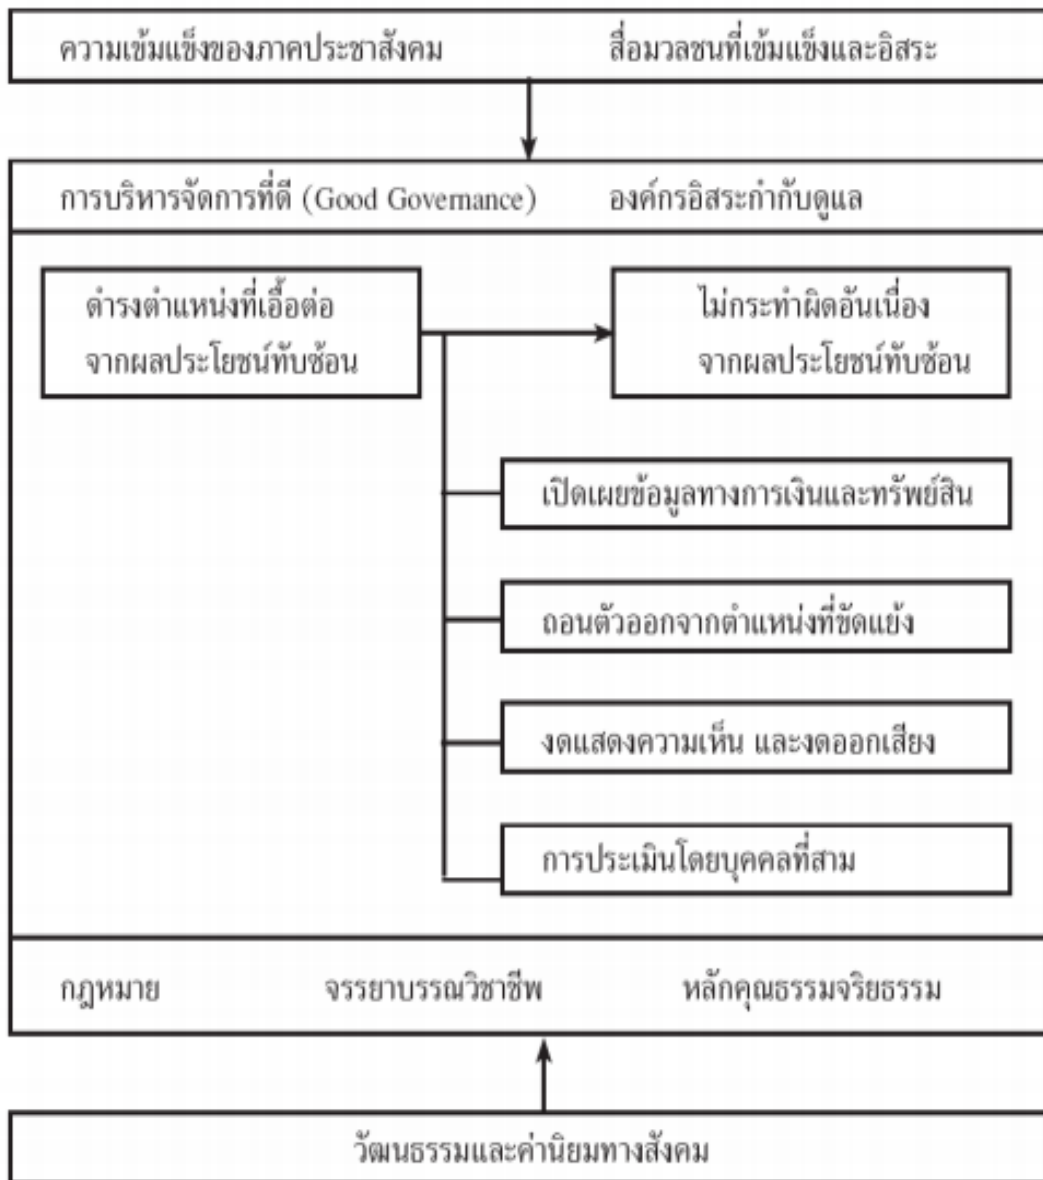 ความเข้มแข็งของภาคประชาสังคม สื่อมวลชนที่เข้มแข็งและอิสระ
การบริหารจัดการที่ดี (Good Governance) องค์กรอิสระกำกับดูแล
ดำรงตำแหน่งที่เอื้อต่อ
จากผลประโยชน์ทับซ้อน
ไม่กระทำผิดอันเนื่อง
จากผลประโยชน์ทับซ้อน
เปิดเผยข้อมูลทางการเงินและทรัพย์สิน
ถอนตัวออกจากตำแหน่งที่ขัดแย้ง
งดแสดงความเห็น และงดออกเสียง
การประเมินโดยบุคคลที่สาม
กฎหมาย จรรยาบรรณวิชาชีพ หลักคุณธรรมจริยธรรม
วัฒนธรรมและค่านิยมทางสังคม